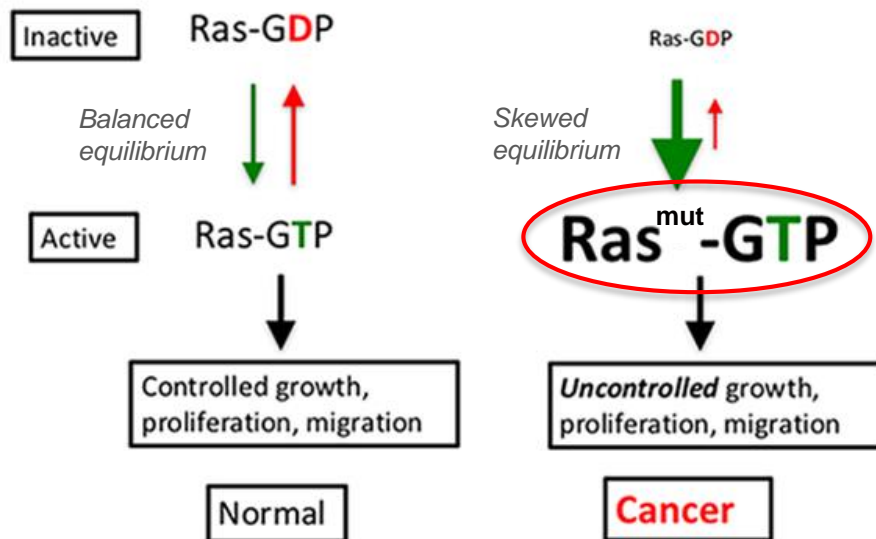 Inactive
Ras-GDP
Balanced
equilibrium
Active
Ras-GTP
Controlled growth,
proliferation, migration
Normal
Ras-GDP
Skewed
equilibrium
Ras mut -GTP
Uncontrolled growth,
proliferation, migration
Cancer